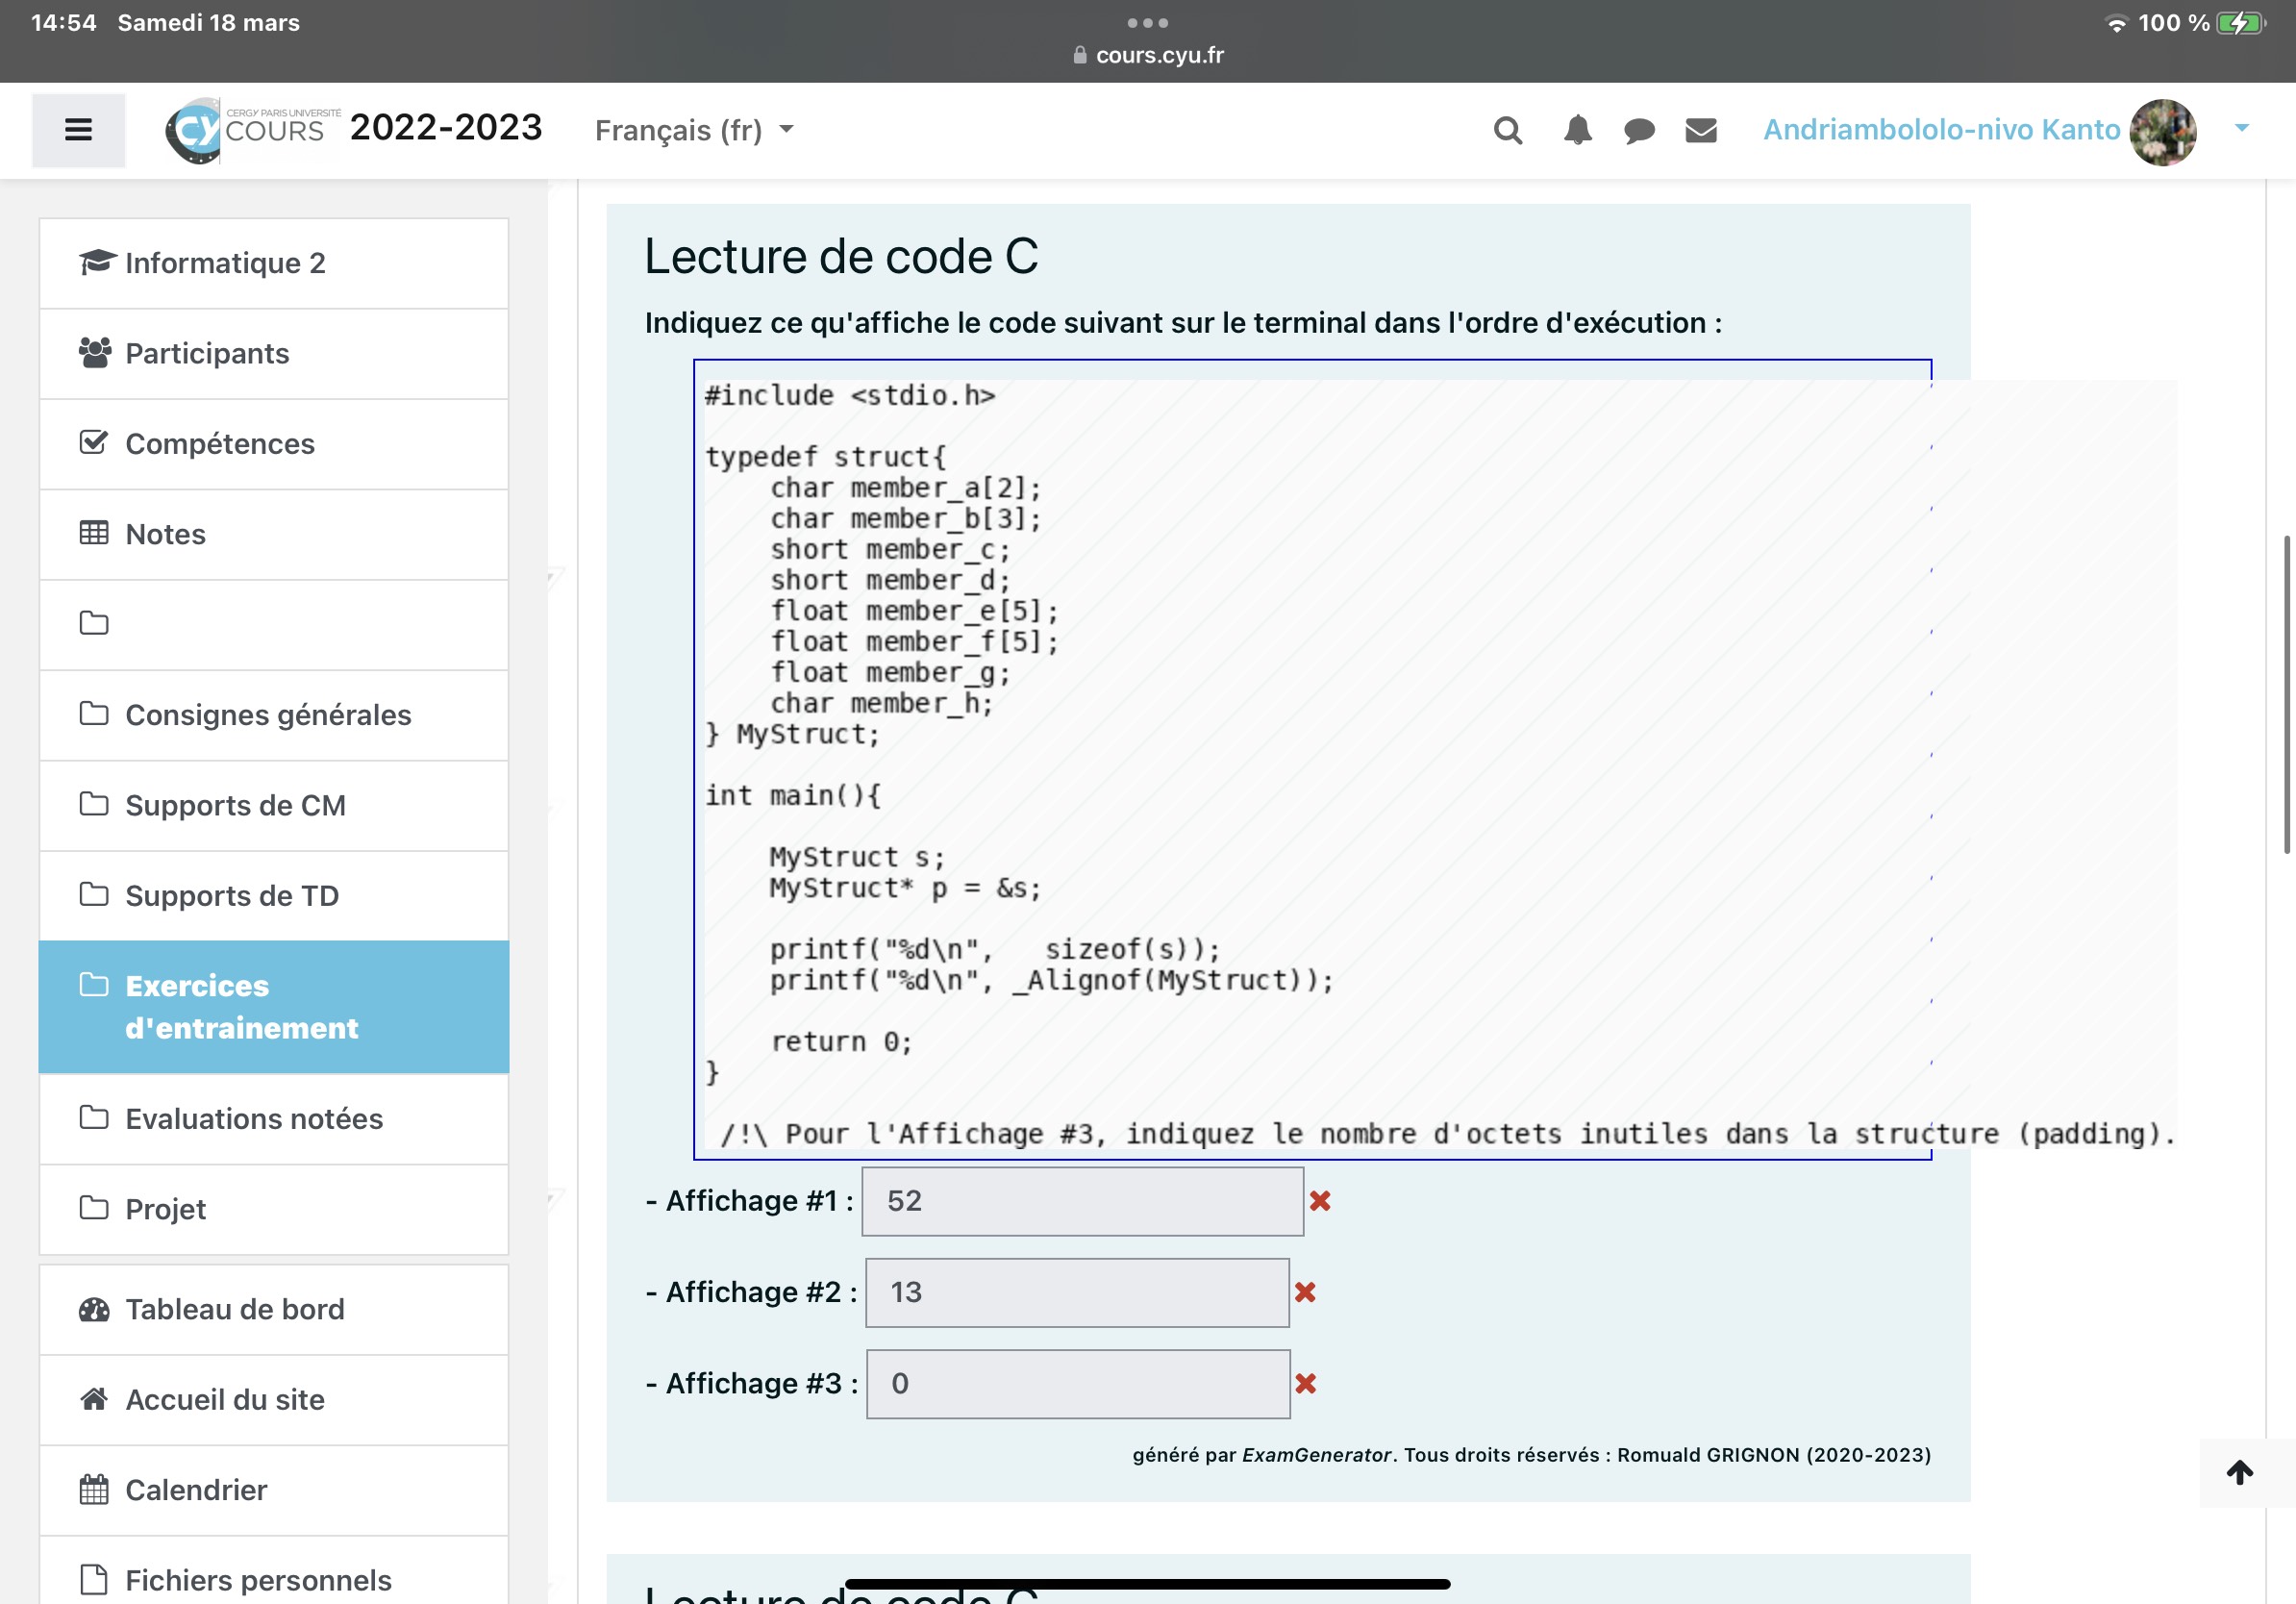 14:54 Samedi 18 mars
100 %
cours.cyu.fr
CY CERGY PARIS UNIVERSITÉ
COURS
2022-2023
Français (fr)
Andriambololo-nivo Kanto
Informatique 2
Participants
Compétences
Notes
Consignes générales
Supports de CM
Supports de TD
Exercices
d'entrainement
Evaluations notées
Projet
Tableau de bord
Accueil du site
Calendrier
Fichiers personnels
Lecture de code C
Indiquez ce qu'affiche le code suivant sur le terminal dans l'ordre d'exécution :
#include <stdio.h>
typedef struct{
    char member_a[2];
    char member_b[3];
    short member_c;
    short member_d;
    float member_e[5];
    float member_f[5];
    float member_g;
    char member_h;
} MyStruct;
int main(){
    MyStruct s;
    MyStruct* p = &s;
    printf("%d\n",   sizeof(s));
    printf("%d\n", _Alignof(MyStruct));
    return 0;
}
/!\ Pour l'Affichage #3, indiquez le nombre d'octets inutiles dans la structure (padding).
- Affichage #1 : 52
- Affichage #2 : 13
- Affichage #3 : 0
généré par ExamGenerator. Tous droits réservés : Romuald GRIGNON (2020-2023)
Lecture de code C